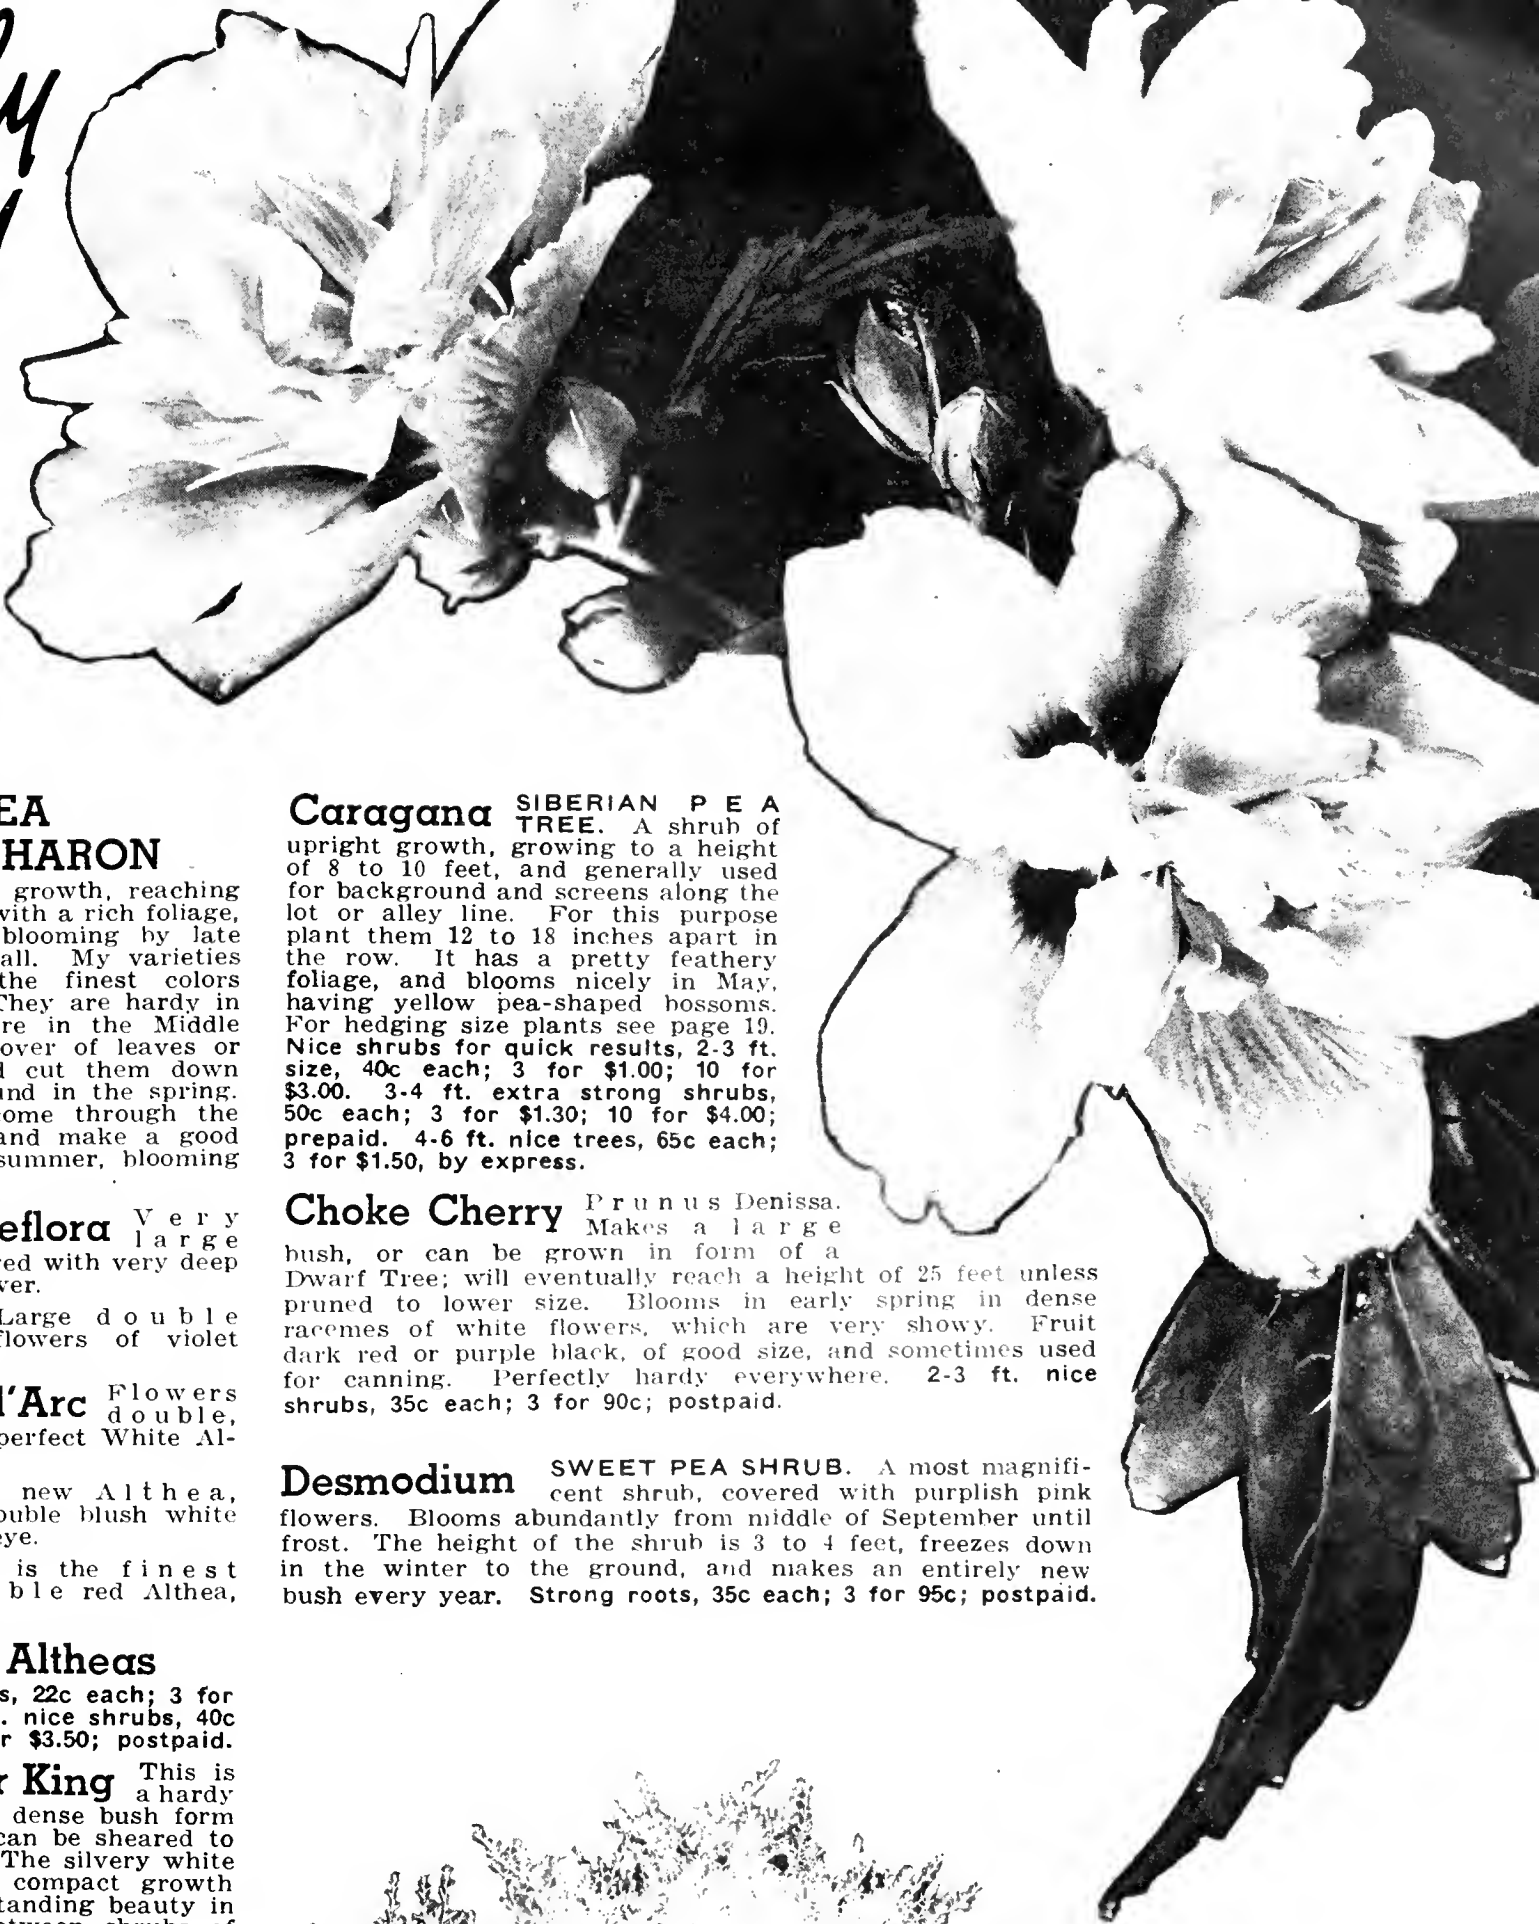 EA
HARON
growth, reaching
with a rich foliage,
blooming by late
all. My varieties
the finest colors
They are hardy in
re in the Middle
over of leaves or
cut them down
und in the spring.
ome through the
and make a good
summer, blooming
eflora Very
large
red with very deep
ver.
Large double
flowers of violet
d'Arc Flowers
double,
perfect White Al-
new Althea,
ouble blush white
eye.
is the finest
ble red Althea,
Altheas
s, 22c each; 3 for
. nice shrubs, 40c
r $3.50; postpaid.
r King This is
a hardy
dense bush form
can be sheared to
The silvery white
compact growth
tanding beauty in
between shrubs of
Caragana SIBERIAN PEA
TREE. A shrub of
upright growth, growing to a height
of 8 to 10 feet, and generally used
for background and screens along the
lot or alley line. For this purpose
plant them 12 to 18 inches apart in
the row. It has a pretty feathery
foliage, and blooms nicely in May,
having yellow pea-shaped bossoms.
For hedging size plants see page 19.
Nice shrubs for quick results, 2-3 ft.
size, 40c each; 3 for $1.00; 10 for
$3.00. 3-4 ft. extra strong shrubs,
50c each; 3 for $1.30; 10 for $4.00;
prepaid. 4-6 ft. nice trees, 65c each;
3 for $1.50, by express.
Choke Cherry Prunus Denissa.
Makes a large
bush, or can be grown in form of a
Dwarf Tree; will eventually reach a height of 25 feet unless
pruned to lower size. Blooms in early spring in dense
racemes of white flowers, which are very showy. Fruit
dark red or purple black, of good size, and sometimes used
for canning. Perfectly hardy everywhere. 2-3 ft. nice
shrubs, 35c each; 3 for 90c; postpaid.
Desmodium SWEET PEA SHRUB. A most magnifi-
cent shrub, covered with purplish pink
flowers. Blooms abundantly from middle of September until
frost. The height of the shrub is 3 to 4 feet, freezes down
in the winter to the ground, and makes an entirely new
bush every year. Strong roots, 35c each; 3 for 95c; postpaid.